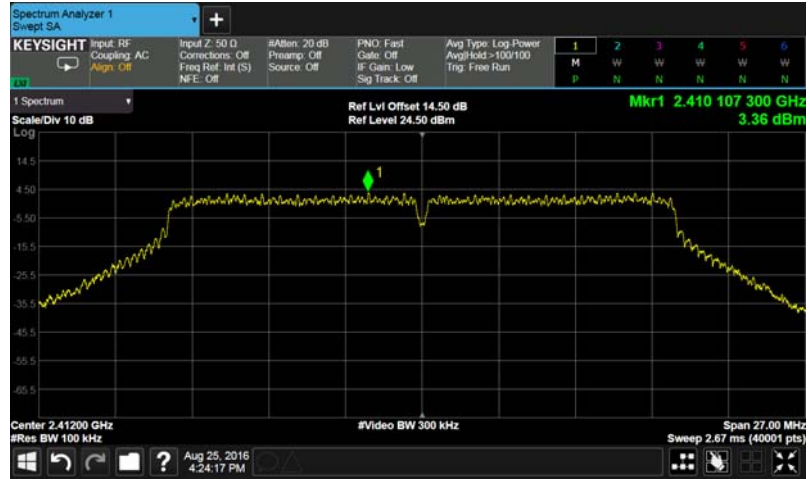 Spectrum Analyzer 1
Swept SA
+
KEYSIGHT
Input: RF
Coupling: AC
Align: Off
Input Z: 50 Ω
Corrections: Off
Freq Ref: Int (S)
NFE: Off
#Atten: 20 dB
Preamp: Off
Source: Off
PNO: Fast
Gate: Off
IF Gain: Low
Sig Track: Off
Avg Type: Log-Power
Avg|Hold:>100/100
Trig: Free Run
1 2 3 4 5 6
M W W W W W
P N N N N N
EXT
1 Spectrum
Scale/Div 10 dB
Ref Lvl Offset 14.50 dB
Ref Level 24.50 dBm
Mkr1 2.410 107 300 GHz
3.36 dBm
Log
14.5
4.50
-5.50
-15.5
-25.5
-35.5
-45.5
-55.5
-65.5
1
Center 2.41200 GHz
#Video BW 300 kHz
Span 27.00 MHz
#Res BW 100 kHz
Sweep 2.67 ms (40001 pts)
?
Aug 25, 2016
4:24:17 PM